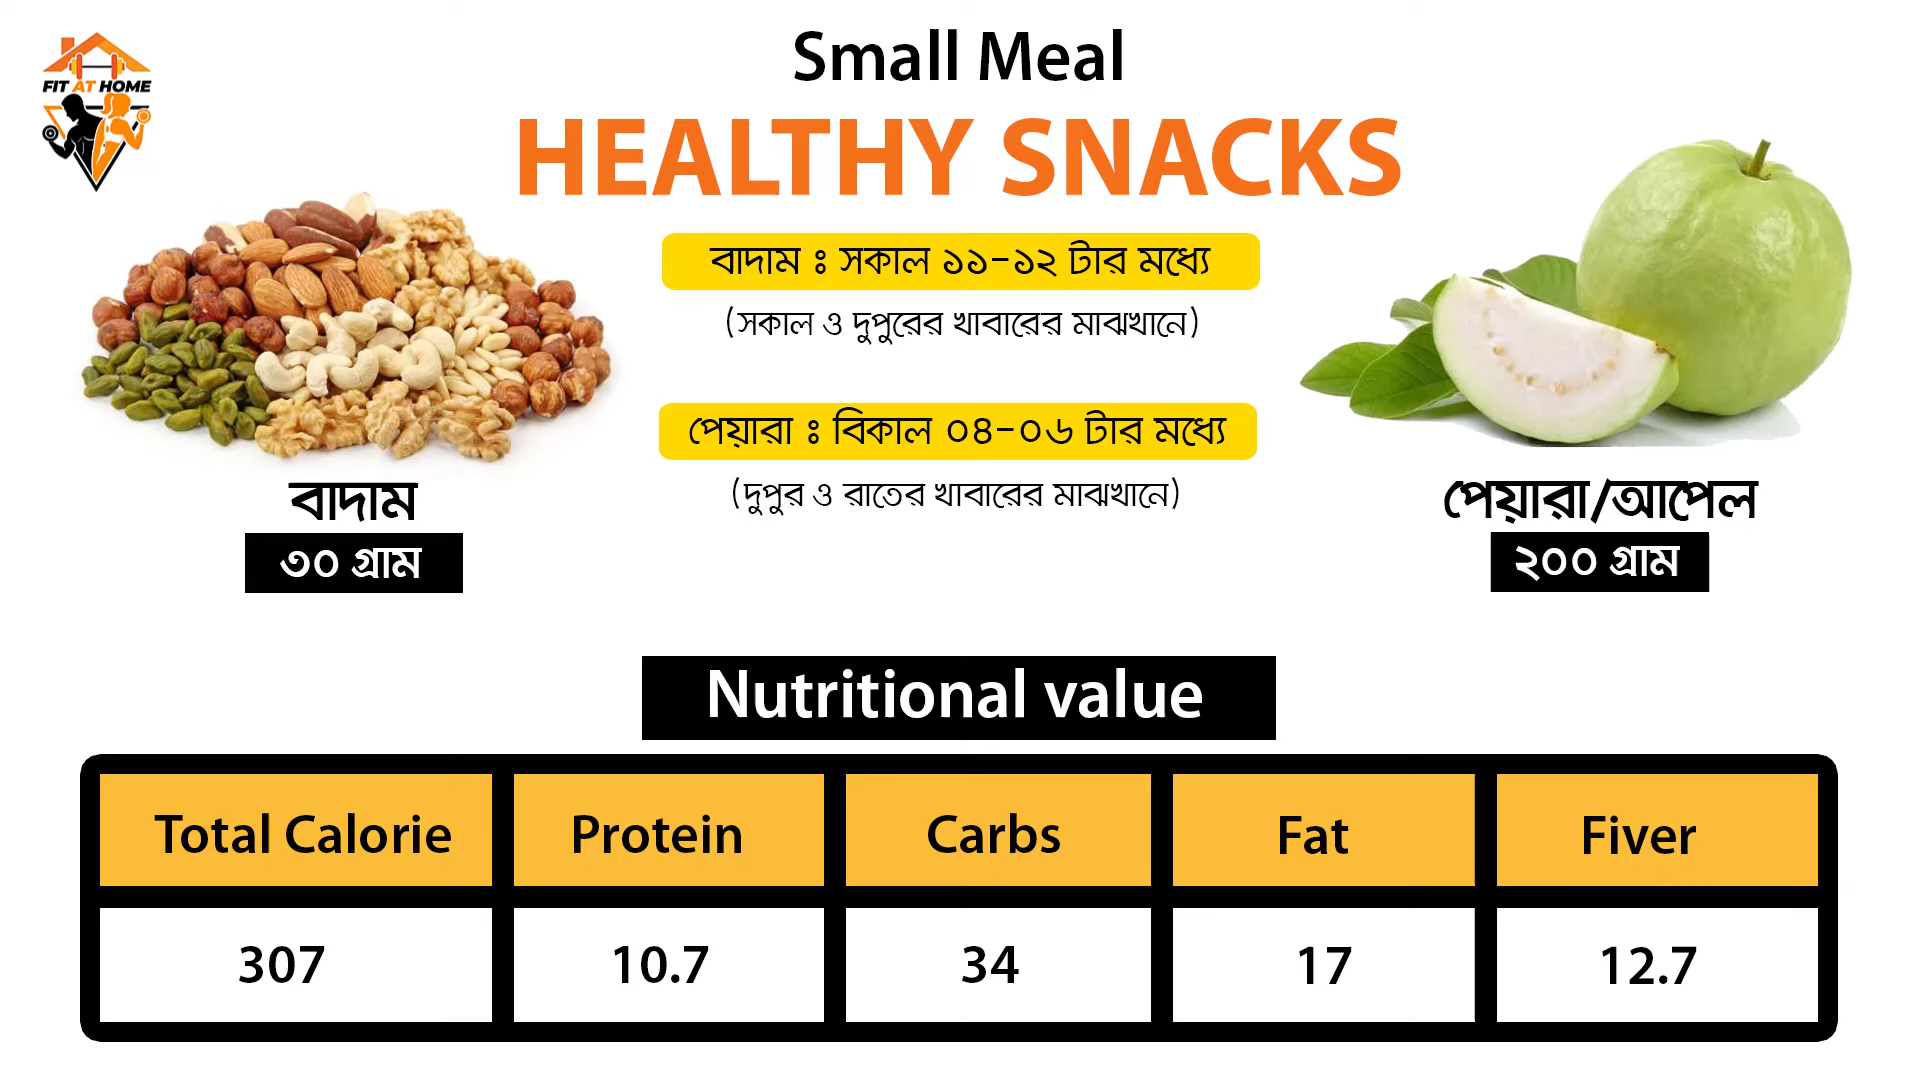 FIT AT HOME
Small Meal
HEALTHY SNACKS
বাদাম ঃ সকাল ১১-১২ টার মধ্যে
(সকাল ও দুপুরের খাবারের মাঝখানে)
পেয়ারা ঃ বিকাল ০৪-০৬ টার মধ্যে
(দুপুর ও রাতের খাবারের মাঝখানে)
বাদাম
৩০ গ্রাম
পেয়ারা/আপেল
২০০ গ্রাম
Nutritional value
Total Calorie Protein Carbs Fat Fiver
307 10.7 34 17 12.7